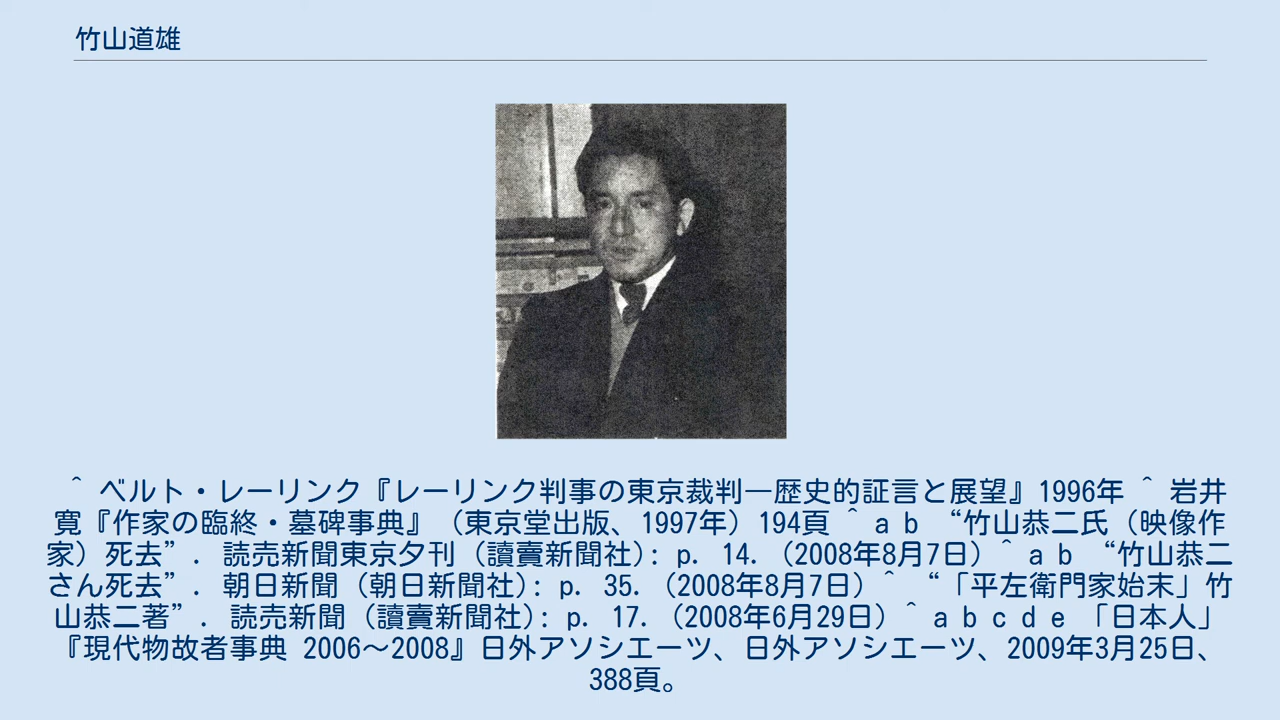 竹山道雄
＾ ベルト・レーリンク『レーリンク判事の東京裁判―歴史的証言と展望』1996年 ＾ 岩井
寛『作家の臨終・墓碑事典』（東京堂出版、1997年）194頁 ＾ a b “竹山恭二氏（映像作
家）死去”. 読売新聞東京夕刊（讀賣新聞社）: p. 14. （2008年8月7日）＾ a b “竹山恭二
さん死去”. 朝日新聞（朝日新聞社）: p. 35. （2008年8月7日）＾ “「平左衛門家始末」竹
山恭二著”. 読売新聞（讀賣新聞社）: p. 17. （2008年6月29日）＾ a b c d e 「日本人」
『現代物故者事典 2006〜2008』日外アソシエーツ、日外アソシエーツ、2009年3月25日、
388頁。